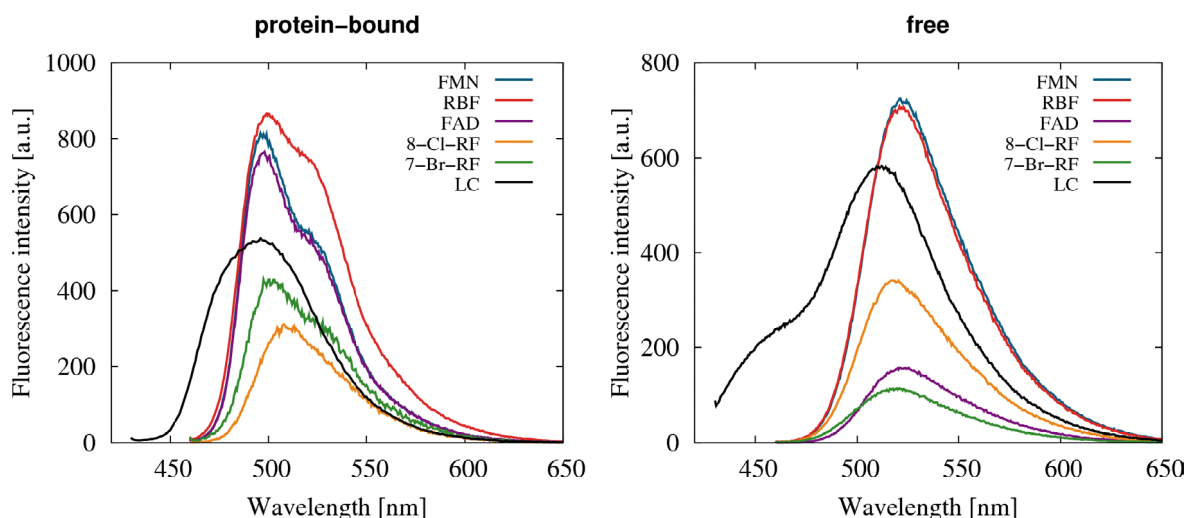 protein−bound
Fluorescence intensity [a.u.]
1000
800
600
400
200
0
450 500 550 600 650
Wavelength [nm]
FMN
RBF
FAD
8−Cl−RF
7−Br−RF
LC
free
Fluorescence intensity [a.u.]
800
600
400
200
0
450 500 550 600 650
Wavelength [nm]
FMN
RBF
FAD
8−Cl−RF
7−Br−RF
LC